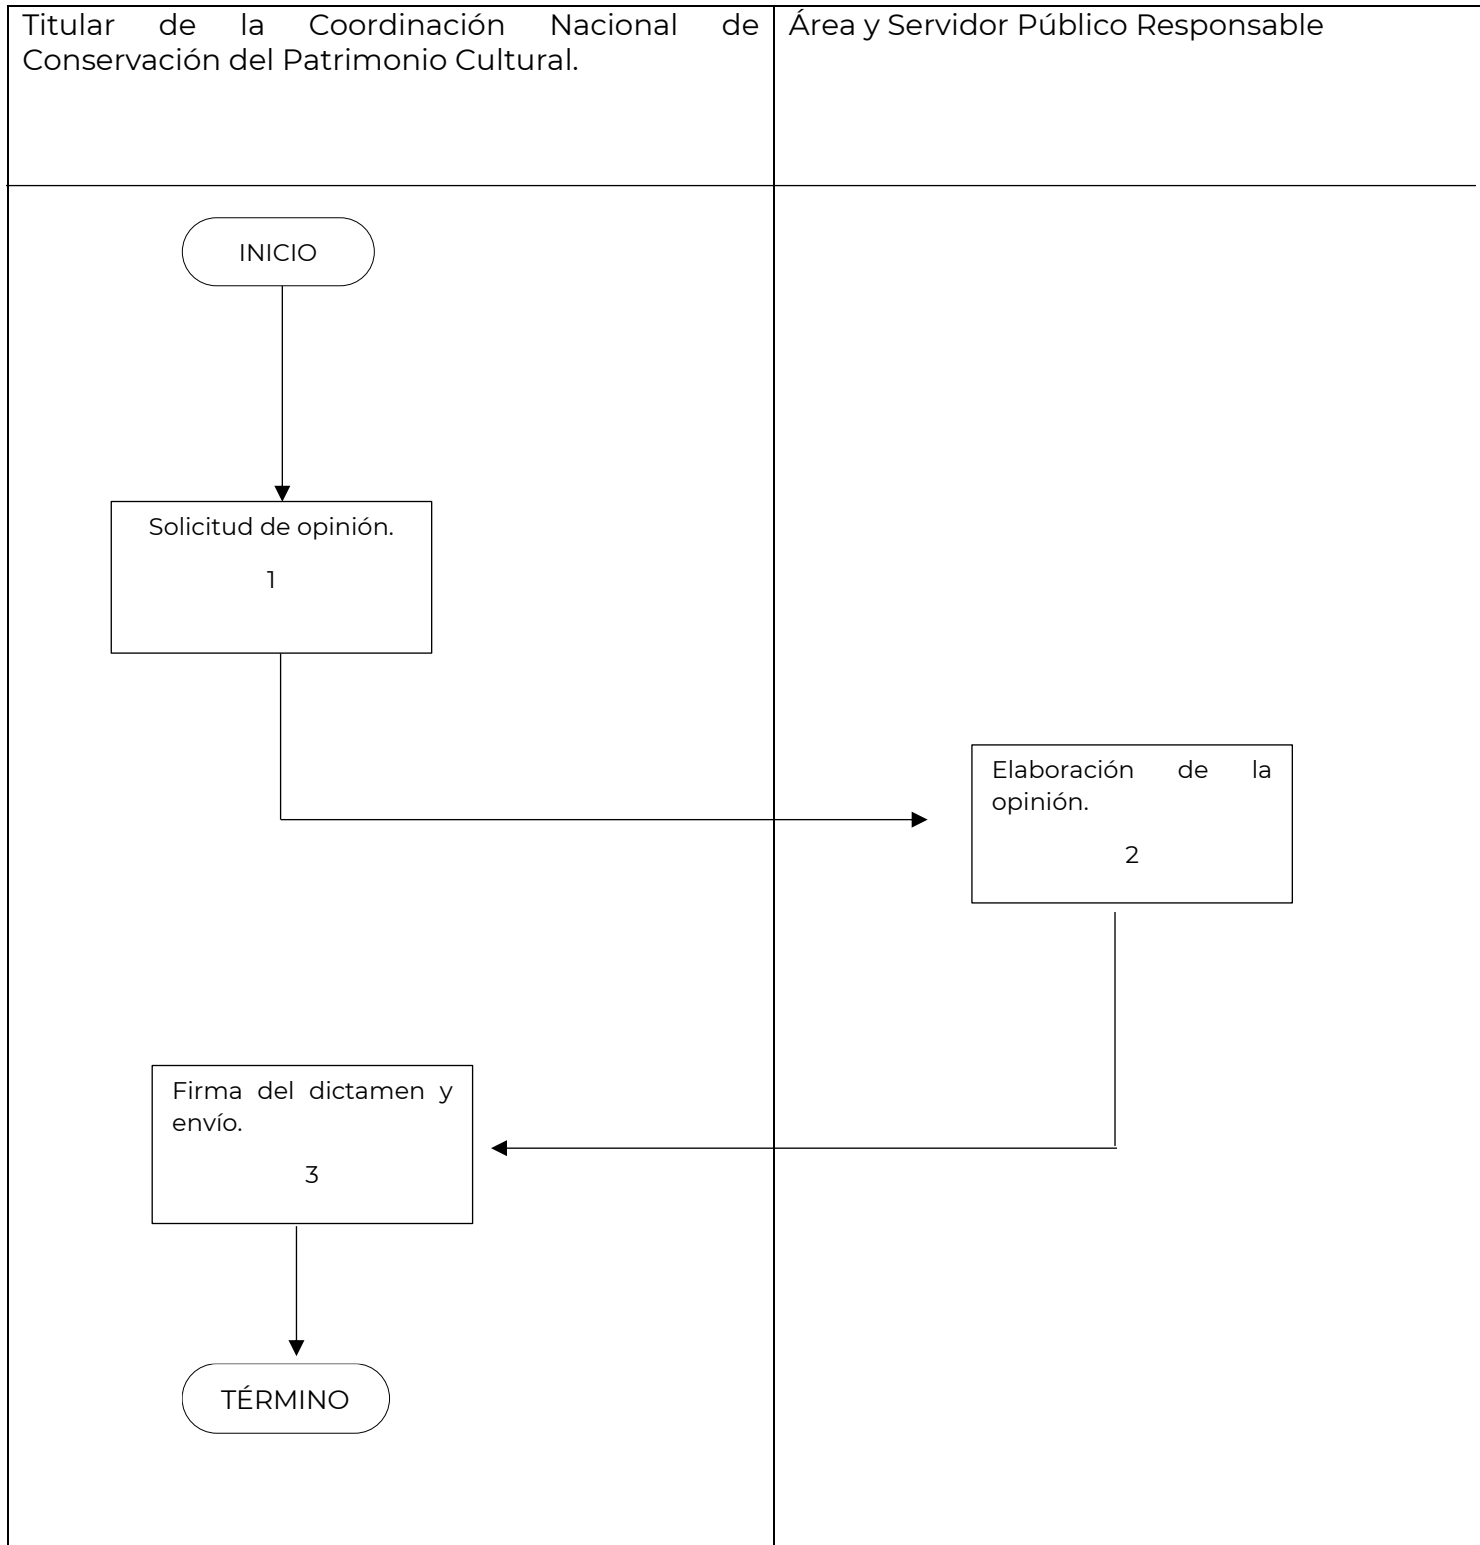 Titular de la Coordinación Nacional de
Conservación del Patrimonio Cultural.
Área y Servidor Público Responsable
INICIO
Solicitud de opinión.
1
Elaboración de la
opinión.
2
Firma del dictamen y
envío.
3
TÉRMINO